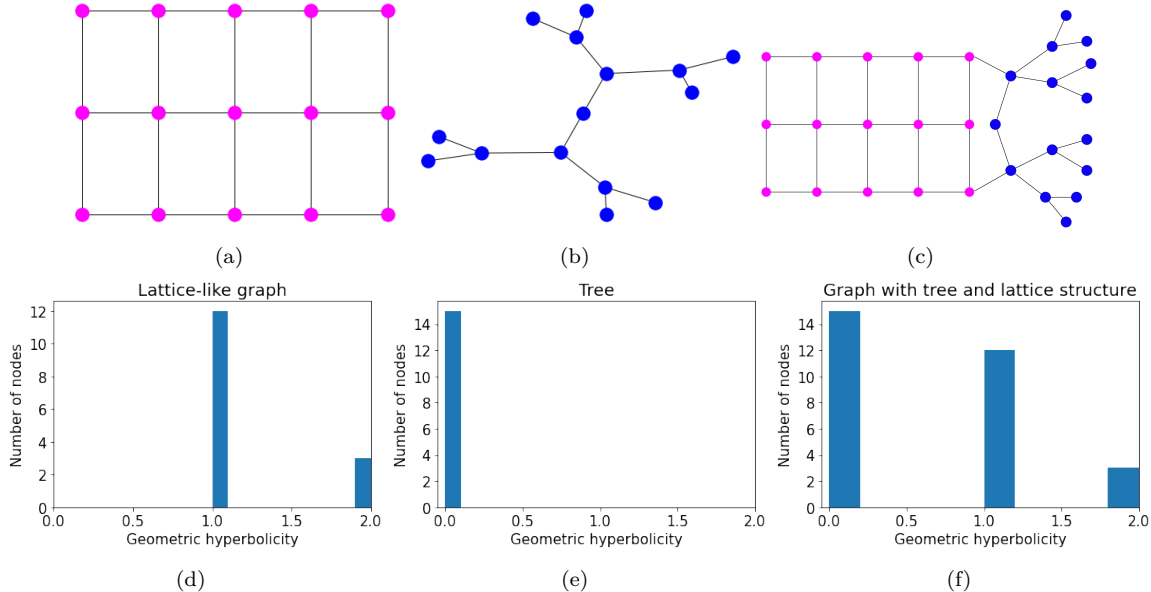 (a)
(b)
(c)
Lattice-like graph
Number of nodes
12
10
8
6
4
2
0
0.0 0.5 1.0 1.5 2.0
Geometric hyperbolicity
Tree
Number of nodes
14
12
10
8
6
4
2
0
0.0 0.5 1.0 1.5 2.0
Geometric hyperbolicity
Graph with tree and lattice structure
Number of nodes
14
12
10
8
6
4
2
0
0.0 0.5 1.0 1.5 2.0
Geometric hyperbolicity
(d)
(e)
(f)